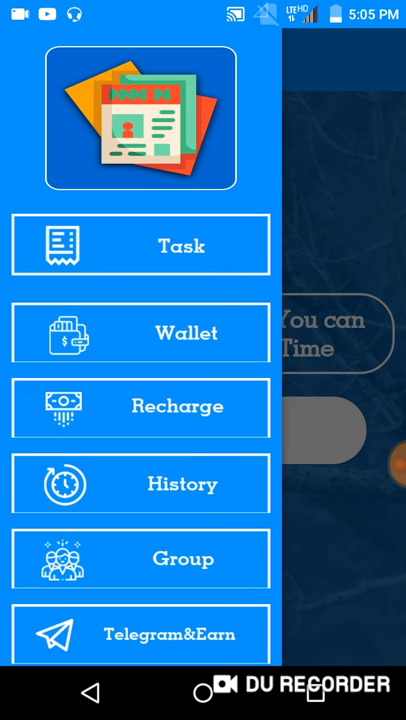 LTE HD 5:05 PM
Task
Wallet
You can
Time
Recharge
History
Group
Telegram&Earn
DU RECORDER